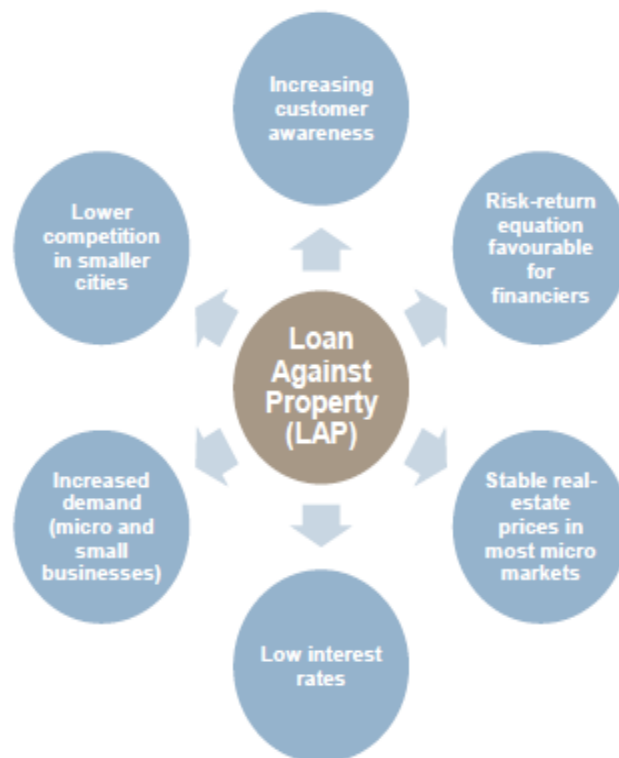 Increasing
customer
awareness
Risk-return
equation
favourable
for
financiers
Stable real-
estate
prices in
most micro
markets
Low interest
rates
Increased
demand
(micro and
small
businesses)
Lower
competition
in smaller
cities
Loan
Against
Property
(LAP)